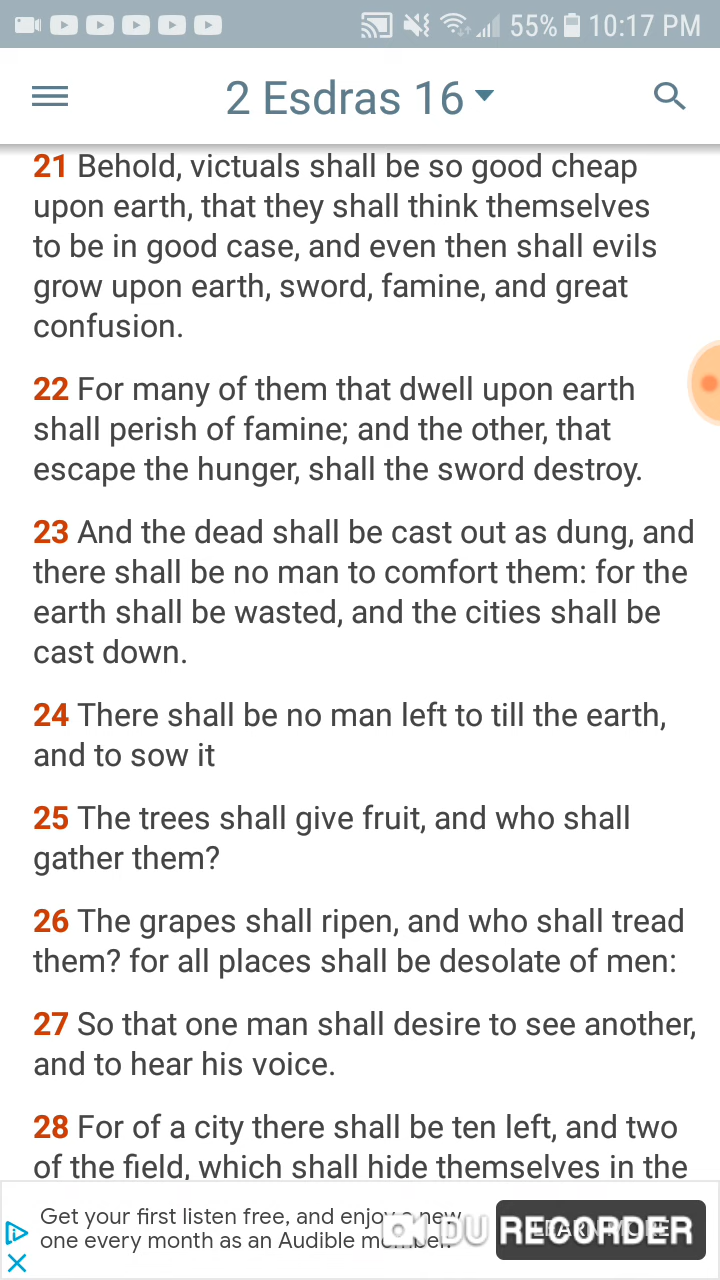 55% 10:17 PM
2 Esdras 16
21 Behold, victuals shall be so good cheap
upon earth, that they shall think themselves
to be in good case, and even then shall evils
grow upon earth, sword, famine, and great
confusion.
22 For many of them that dwell upon earth
shall perish of famine; and the other, that
escape the hunger, shall the sword destroy.
23 And the dead shall be cast out as dung, and
there shall be no man to comfort them: for the
earth shall be wasted, and the cities shall be
cast down.
24 There shall be no man left to till the earth,
and to sow it
25 The trees shall give fruit, and who shall
gather them?
26 The grapes shall ripen, and who shall tread
them? for all places shall be desolate of men:
27 So that one man shall desire to see another,
and to hear his voice.
28 For of a city there shall be ten left, and two
of the field, which shall hide themselves in the
Get your first listen free, and enjoy a new
one every month as an Audible
DU RECORDER